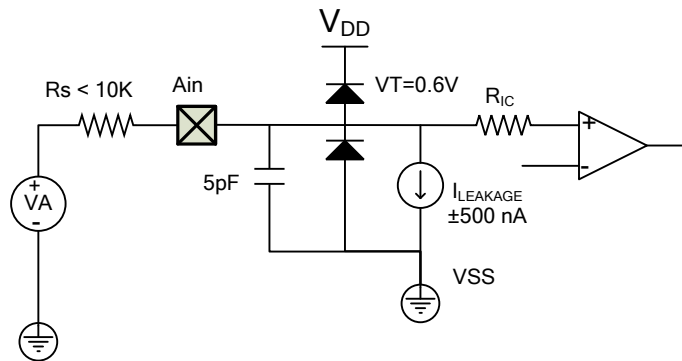 VDD
Rs < 10K
Ain
VT=0.6V
RIC
+
-
5pF
+
VA
-
ILEAKAGE
±500 nA
VSS